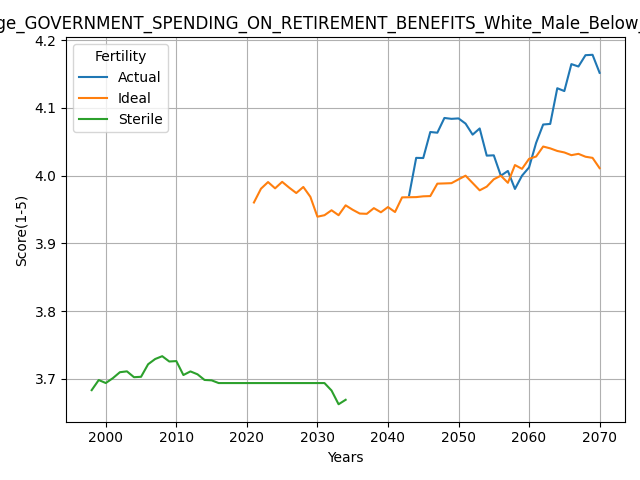 ge_GOVERNMENT_SPENDING_ON_RETIREMENT_BENEFITS_White_Male_Below_
Fertility
Actual
Ideal
Sterile
Score(1-5)
4.2
4.1
4.0
3.9
3.8
3.7
2000 2010 2020 2030 2040 2050 2060 2070
Years